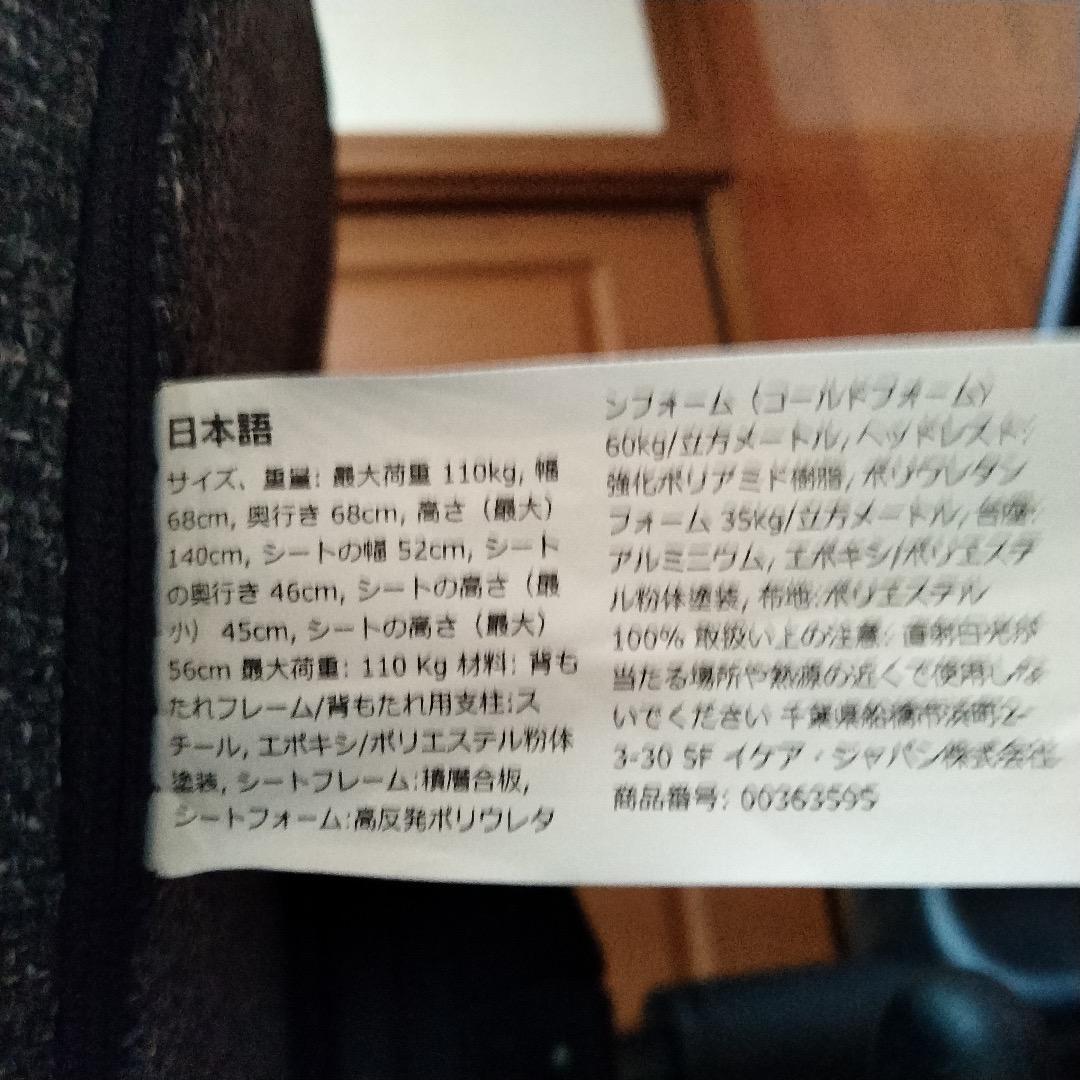 日本語
サイズ、重量: 最大荷重 110kg, 幅
68cm, 奥行き 68cm, 高さ（最大）
140cm, シートの幅 52cm, シート
の奥行き 46cm, シートの高さ（最
小） 45cm, シートの高さ（最大）
56cm 最大荷重: 110 Kg 材料: 背も
たれフレーム/背もたれ用支柱:ス
チール, エポキシ/ポリエステル粉体
塗装, シートフレーム:積層合板,
シートフォーム:高反発ポリウレタ
ンフォーム（コールドフォーム）
60kg/立方メートル, ヘッドレスト:
強化ポリアミド樹脂, ポリウレタン
フォーム 35kg/立方メートル, 台座:
アルミニウム, エポキシ/ポリエステ
ル粉体塗装, 布地:ポリエステル
100% 取扱い上の注意: 直射日光が
当たる場所や熱源の近くで使用しな
いでください 千葉県船橋市浜町2-
3-30 5F イケア・ジャパン株式会社
商品番号: 00363595